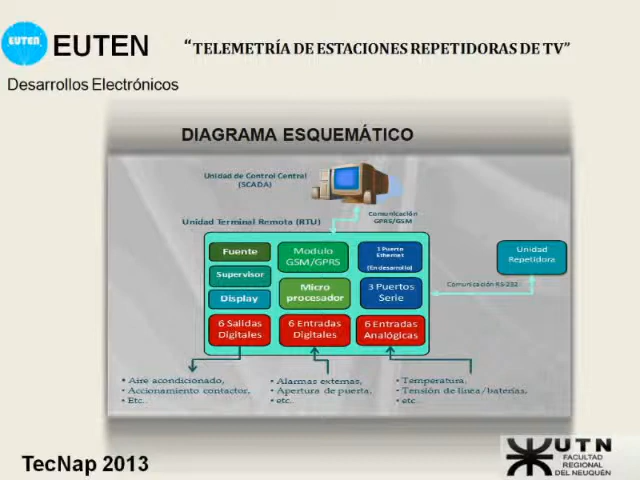 EUTEN
EUTEN
“TELEMETRÍA DE ESTACIONES REPETIDORAS DE TV”
Desarrollos Electrónicos
DIAGRAMA ESQUEMÁTICO
Unidad de Control Central
(SCADA)
Comunicación
GPRS/GSM
Unidad Terminal Remota (RTU)
Fuente
Modulo
GSM/GPRS
1 Puerto
Ethernet
(En desarrollo)
Unidad
Repetidora
Supervisor
Display
Micro
procesador
3 Puertos
Serie
Comunicación RS-232
6 Salidas
Digitales
6 Entradas
Digitales
6 Entradas
Analógicas
• Aire acondicionado,
• Accionamiento contactor,
• Etc..
• Alarmas externas,
• Apertura de puerta,
• etc..
• Temperatura,
• Tensión de línea/baterías,
• etc..
TecNap 2013
UTN
FACULTAD
REGIONAL
DEL NEUQUÉN